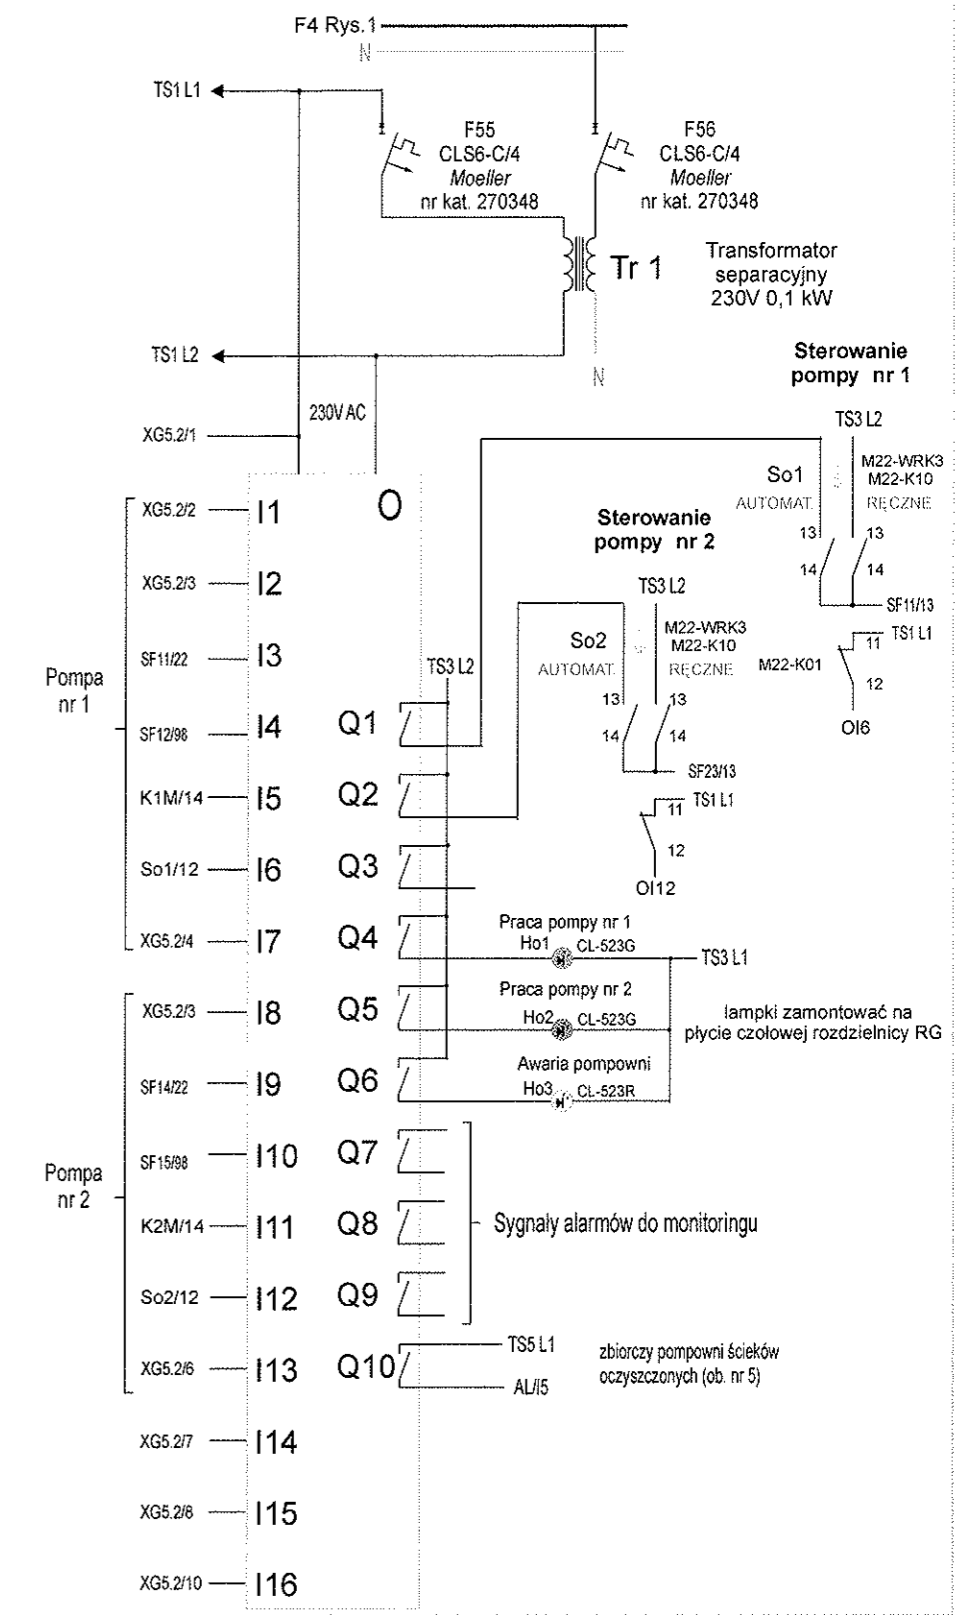 F4 Rys.1
N
TS1 L1
F55
CLS6-C/4
Moeller
nr kat. 270348
F56
CLS6-C/4
Moeller
nr kat. 270348
Tr 1
Transformator
separacyjny
230V 0,1 kW
TS1 L2
N
230V AC
XG5.2/1
Sterowanie
pompy nr 1
TS3 L2
So1
M22-WRK3
M22-K10
AUTOMAT.
RĘCZNE
13
13
14
14
SF11/13
TS1 L1
11
M22-K01
12
OI6
Sterowanie
pompy nr 2
TS3 L2
So2
M22-WRK3
M22-K10
AUTOMAT.
RĘCZNE
13
13
14
14
SF23/13
TS1 L1
11
12
OI12
O
Pompa
nr 1
XG5.2/2 I1
XG5.2/3 I2
SF11/22 I3
SF12/98 I4
K1M/14 I5
So1/12 I6
XG5.2/4 I7
Pompa
nr 2
XG5.2/3 I8
SF14/22 I9
SF15/98 I10
K2M/14 I11
So2/12 I12
XG5.2/6 I13
XG5.2/7 I14
XG5.2/8 I15
XG5.2/10 I16
TS3 L2
Q1
Q2
Q3
Q4
Q5
Q6
Q7
Q8
Q9
Q10
Praca pompy nr 1
Ho1 CL-523G
TS3 L1
Praca pompy nr 2
Ho2 CL-523G
Awaria pompowni
Ho3 CL-523R
lampki zamontować na
płycie czołowej rozdzielnicy RG
Sygnały alarmów do monitoringu
TS5 L1
AL/I5
zbiorczy pompowni ścieków
oczyszczonych (ob. nr 5)